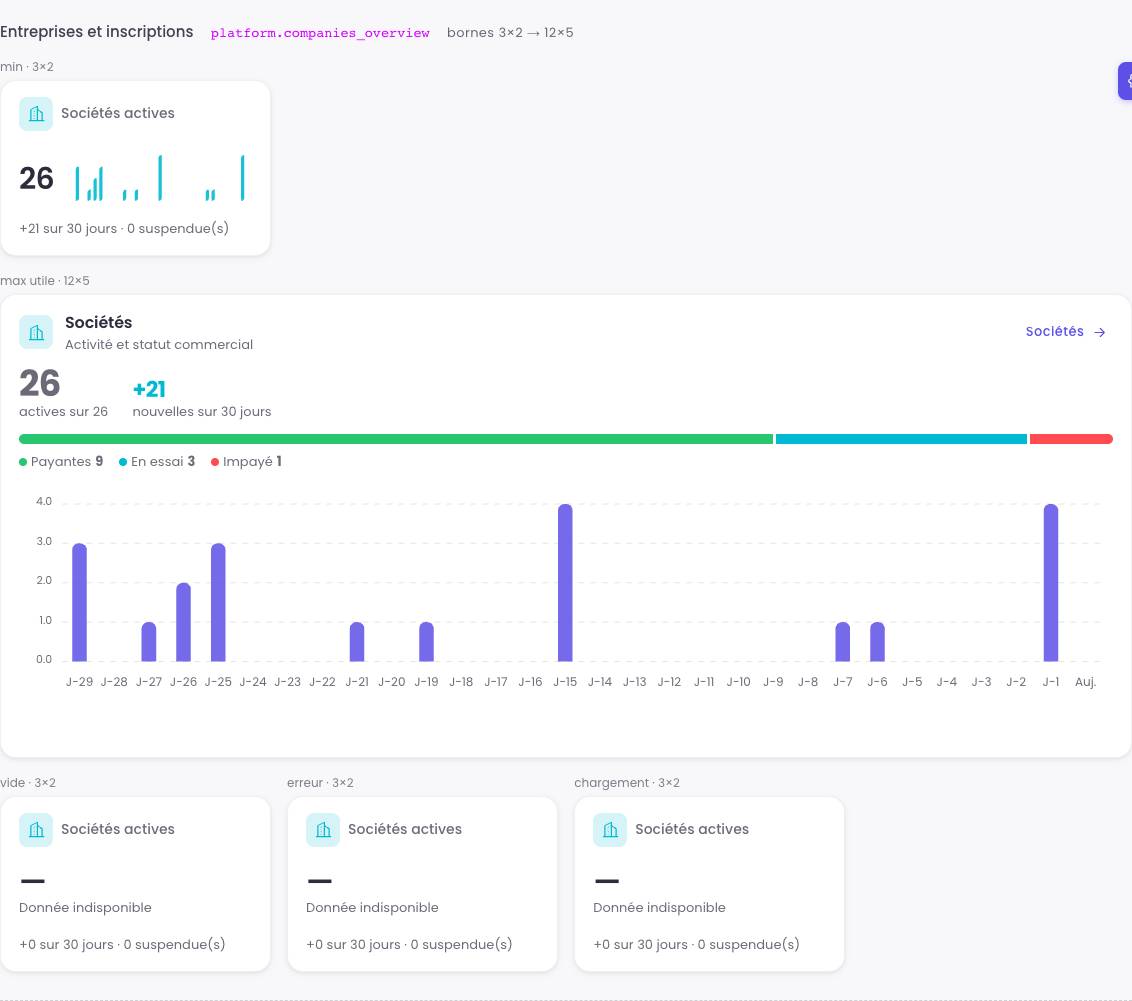 Entreprises et inscriptions platform.companies_overview bornes 3×2 → 12×5
min · 3×2
Sociétés actives
26
+21 sur 30 jours · 0 suspendue(s)
max utile · 12×5
Sociétés
Activité et statut commercial
Sociétés →
26 +21
actives sur 26 nouvelles sur 30 jours
Payantes 9 En essai 3 Impayé 1
4.0
3.0
2.0
1.0
0.0
J-29 J-28 J-27 J-26 J-25 J-24 J-23 J-22 J-21 J-20 J-19 J-18 J-17 J-16 J-15 J-14 J-13 J-12 J-11 J-10 J-9 J-8 J-7 J-6 J-5 J-4 J-3 J-2 J-1 Auj.
vide · 3×2 erreur · 3×2 chargement · 3×2
Sociétés actives Sociétés actives Sociétés actives
— — —
Donnée indisponible Donnée indisponible Donnée indisponible
+0 sur 30 jours · 0 suspendue(s) +0 sur 30 jours · 0 suspendue(s) +0 sur 30 jours · 0 suspendue(s)